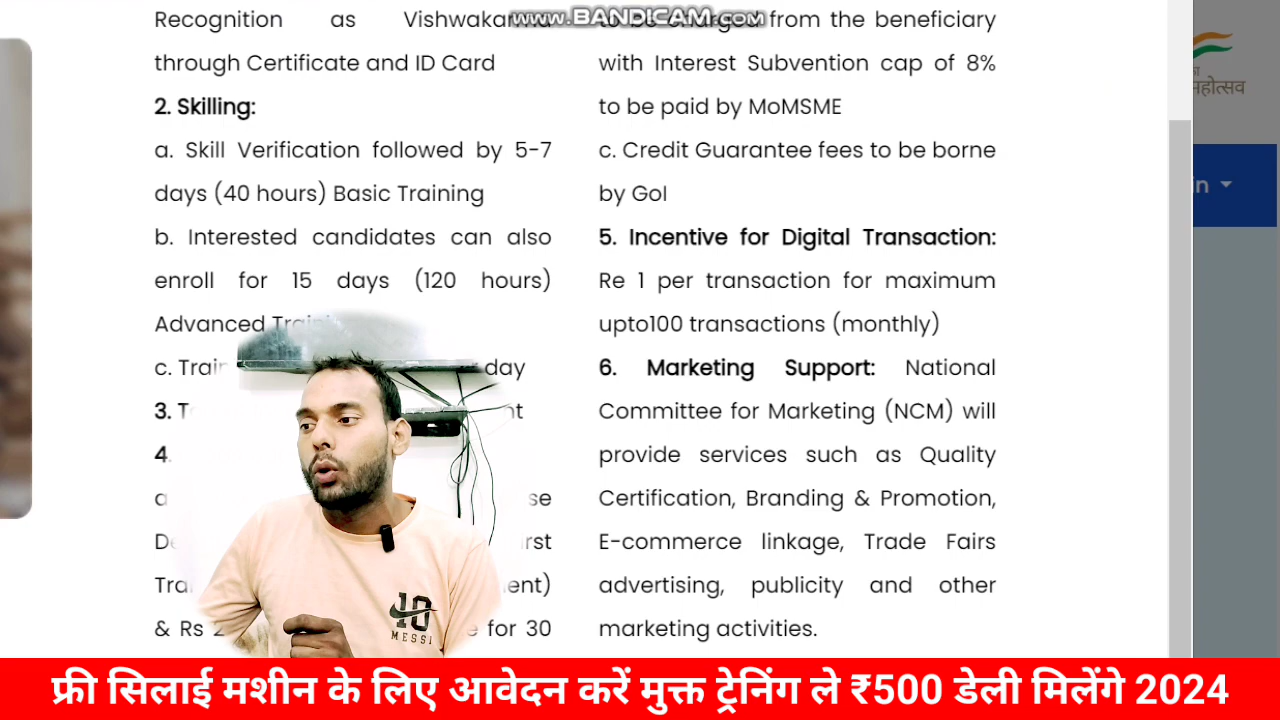 www.BANDICAM.com
Recognition as
through Certificate and ID Card
2. Skilling:
a. Skill Verification followed by 5-7
days (40 hours) Basic Training
b. Interested candidates can also
enroll for 15 days (120 hours)
Advanced
c. day
3.
4.
& Rs for 30
from the beneficiary
with Interest Subvention cap of 8%
to be paid by MoMSME
c. Credit Guarantee fees to be borne
by GoI
5. Incentive for Digital Transaction:
Re 1 per transaction for maximum
upto100 transactions (monthly)
6. Marketing Support: National
Committee for Marketing (NCM) will
provide services such as Quality
Certification, Branding & Promotion,
E-commerce linkage, Trade Fairs
advertising, publicity and other
marketing activities.
महोत्सव
10
MESSI
फ्री सिलाई मशीन के लिए आवेदन करें मुक्त ट्रेनिंग ले ₹500 डेली मिलेंगे 2024